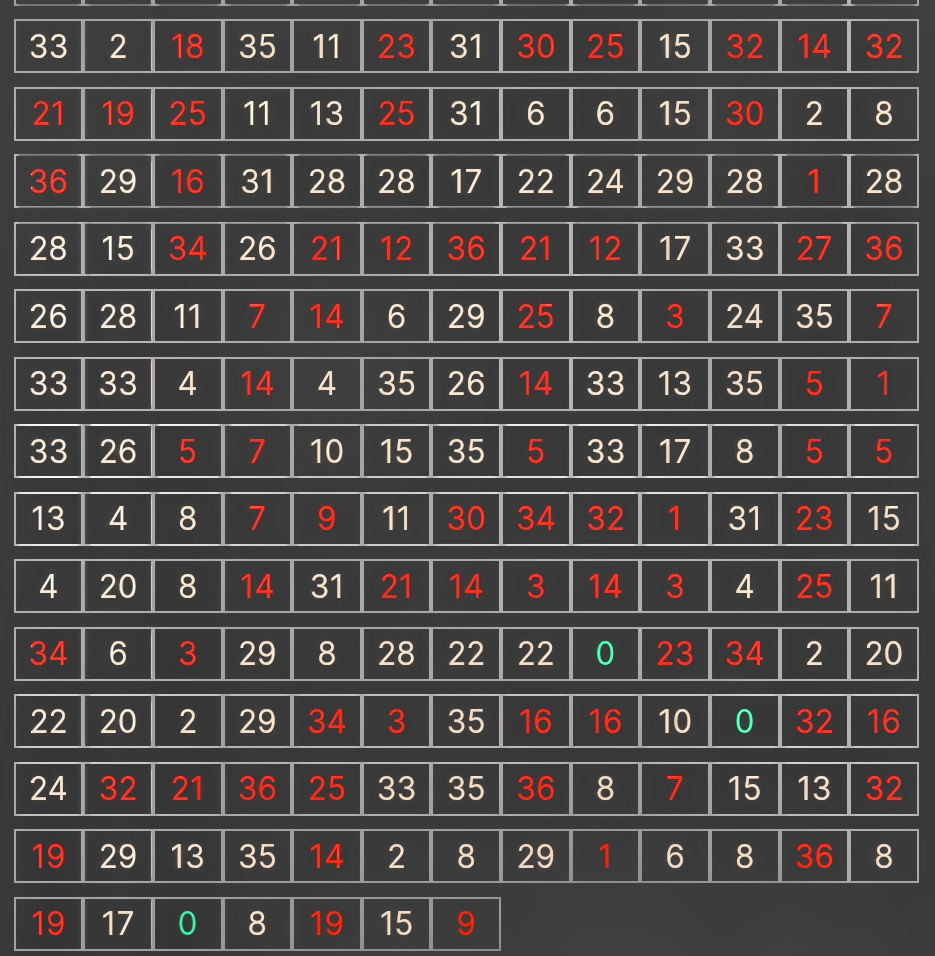 33 2 18 35 11 23 31 30 25 15 32 14 32
21 19 25 11 13 25 31 6 6 15 30 2 8
36 29 16 31 28 28 17 22 24 29 28 1 28
28 15 34 26 21 12 36 21 12 17 33 27 36
26 28 11 7 14 6 29 25 8 3 24 35 7
33 33 4 14 4 35 26 14 33 13 35 5 1
33 26 5 7 10 15 35 5 33 17 8 5 5
13 4 8 7 9 11 30 34 32 1 31 23 15
4 20 8 14 31 21 14 3 14 3 4 25 11
34 6 3 29 8 28 22 22 0 23 34 2 20
22 20 2 29 34 3 35 16 16 10 0 32 16
24 32 21 36 25 33 35 36 8 7 15 13 32
19 29 13 35 14 2 8 29 1 6 8 36 8
19 17 0 8 19 15 9